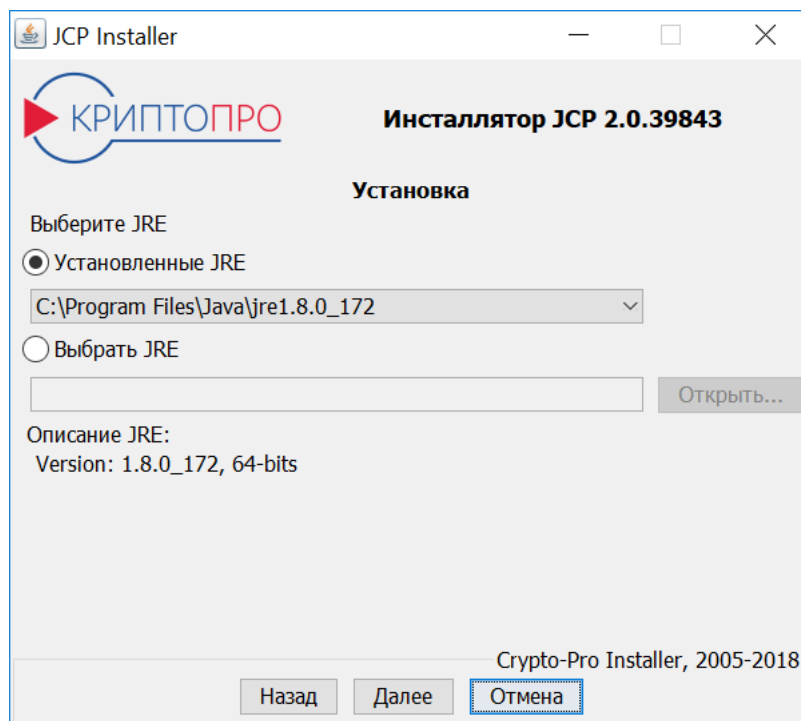 JCP Installer
КРИПТОПРО
Инсталлятор JCP 2.0.39843
Установка
Выберите JRE
Установленные JRE
C:\Program Files\Java\jre1.8.0_172
Выбрать JRE
Открыть...
Описание JRE:
Version: 1.8.0_172, 64-bits
Crypto-Pro Installer, 2005-2018
Назад
Далее
Отмена